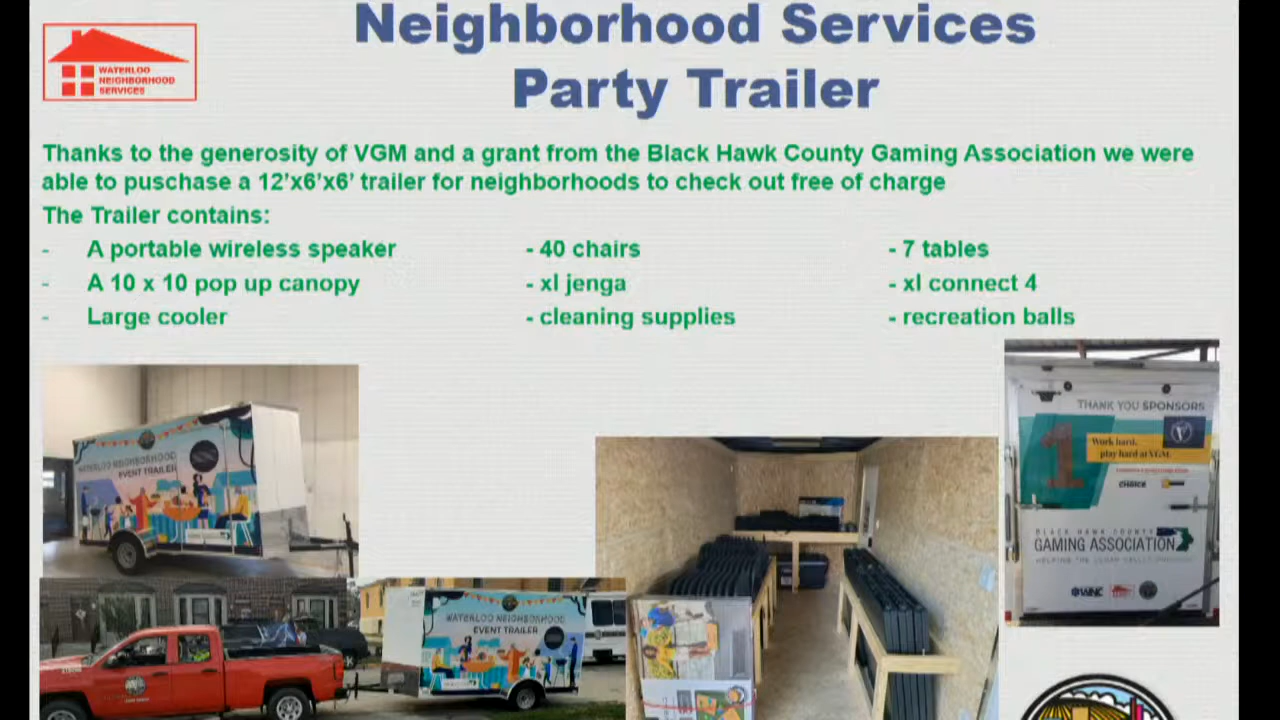 Neighborhood Services
Party Trailer
WATERLOO
NEIGHBORHOOD
SERVICES
Thanks to the generosity of VGM and a grant from the Black Hawk County Gaming Association we were
able to puschase a 12’x6’x6’ trailer for neighborhoods to check out free of charge
The Trailer contains:
- A portable wireless speaker - 40 chairs - 7 tables
- A 10 x 10 pop up canopy - xl jenga - xl connect 4
- Large cooler - cleaning supplies - recreation balls
THANK YOU SPONSORS
1
Work hard,
play hard at VGM.
CHOICE
BLACK HAWK COUNTY
GAMING ASSOCIATION
WNC
WATERLOO NEIGHBORHOOD
EVENT TRAILER
WATERLOO NEIGHBORHOOD
EVENT TRAILER